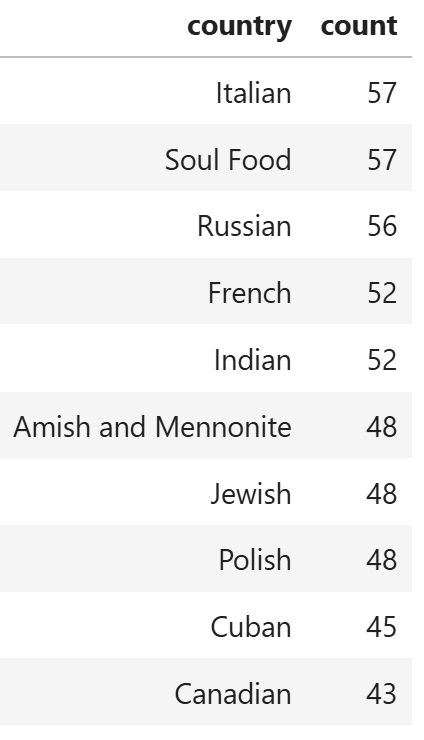 country count
Italian 57
Soul Food 57
Russian 56
French 52
Indian 52
Amish and Mennonite 48
Jewish 48
Polish 48
Cuban 45
Canadian 43